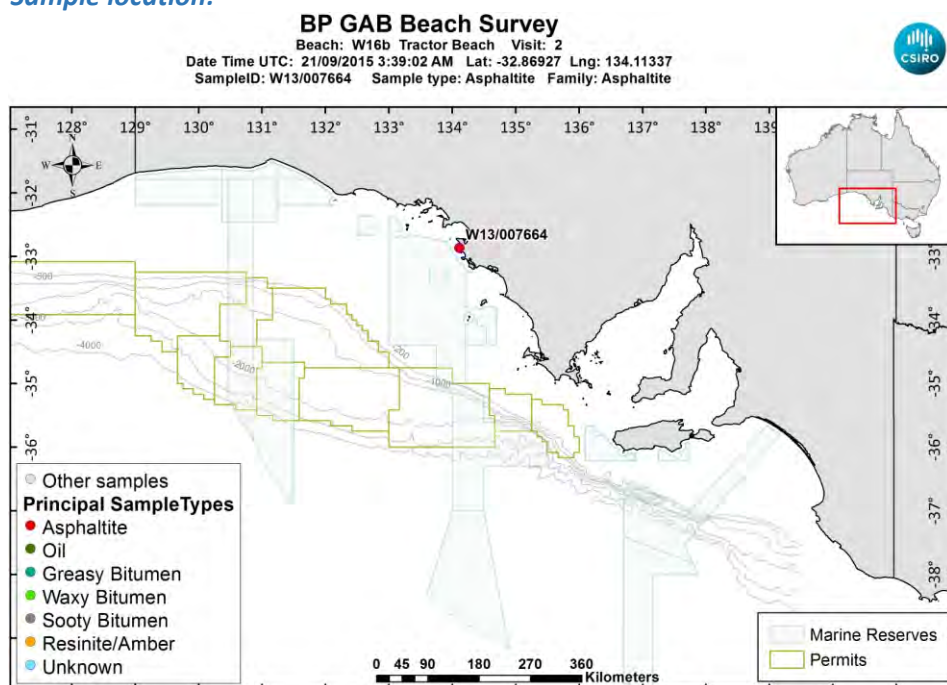 Sample location:
BP GAB Beach Survey
Beach: W16b Tractor Beach Visit: 2
Date Time UTC: 21/09/2015 3:39:02 AM Lat: -32.86927 Lng: 134.11337
SampleID: W13/007664 Sample type: Asphaltite Family: Asphaltite
CSIRO
128° 129° 130° 131° 132° 133° 134° 135° 136° 137° 138° 139
-31°
-32°
-33°
-34°
-35°
-36°
-37°
-38°
N
W E
S
W13/007664
-33°
-34°
-35°
-36°
-37°
-38°
-4000
-2000
-200
-1000
Other samples
Principal SampleTypes
Asphaltite
Oil
Greasy Bitumen
Waxy Bitumen
Sooty Bitumen
Resinite/Amber
Unknown
0 45 90 180 270 360
Kilometers
Marine Reserves
Permits